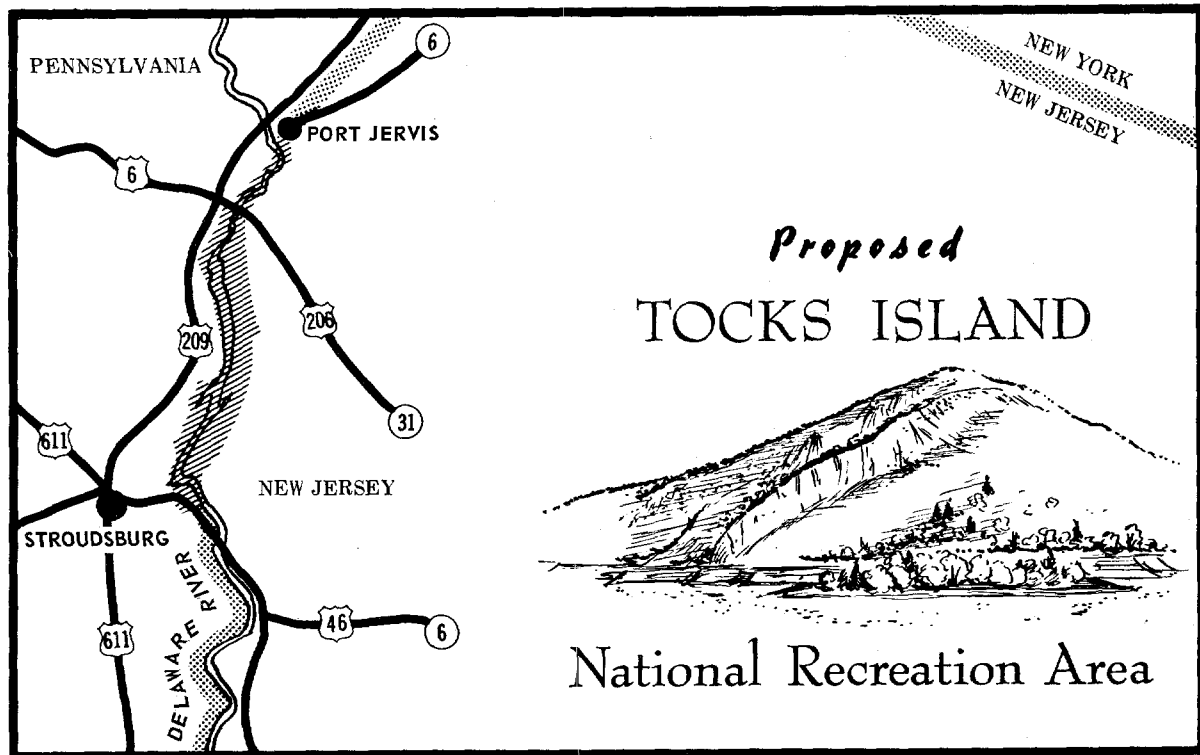 PENNSYLVANIA
6
PORT JERVIS
6
209
206
31
611
NEW JERSEY
STROUDSBURG
611
DELAWARE RIVER
46
6
NEW YORK
NEW JERSEY
Proposed
TOCKS ISLAND
National Recreation Area